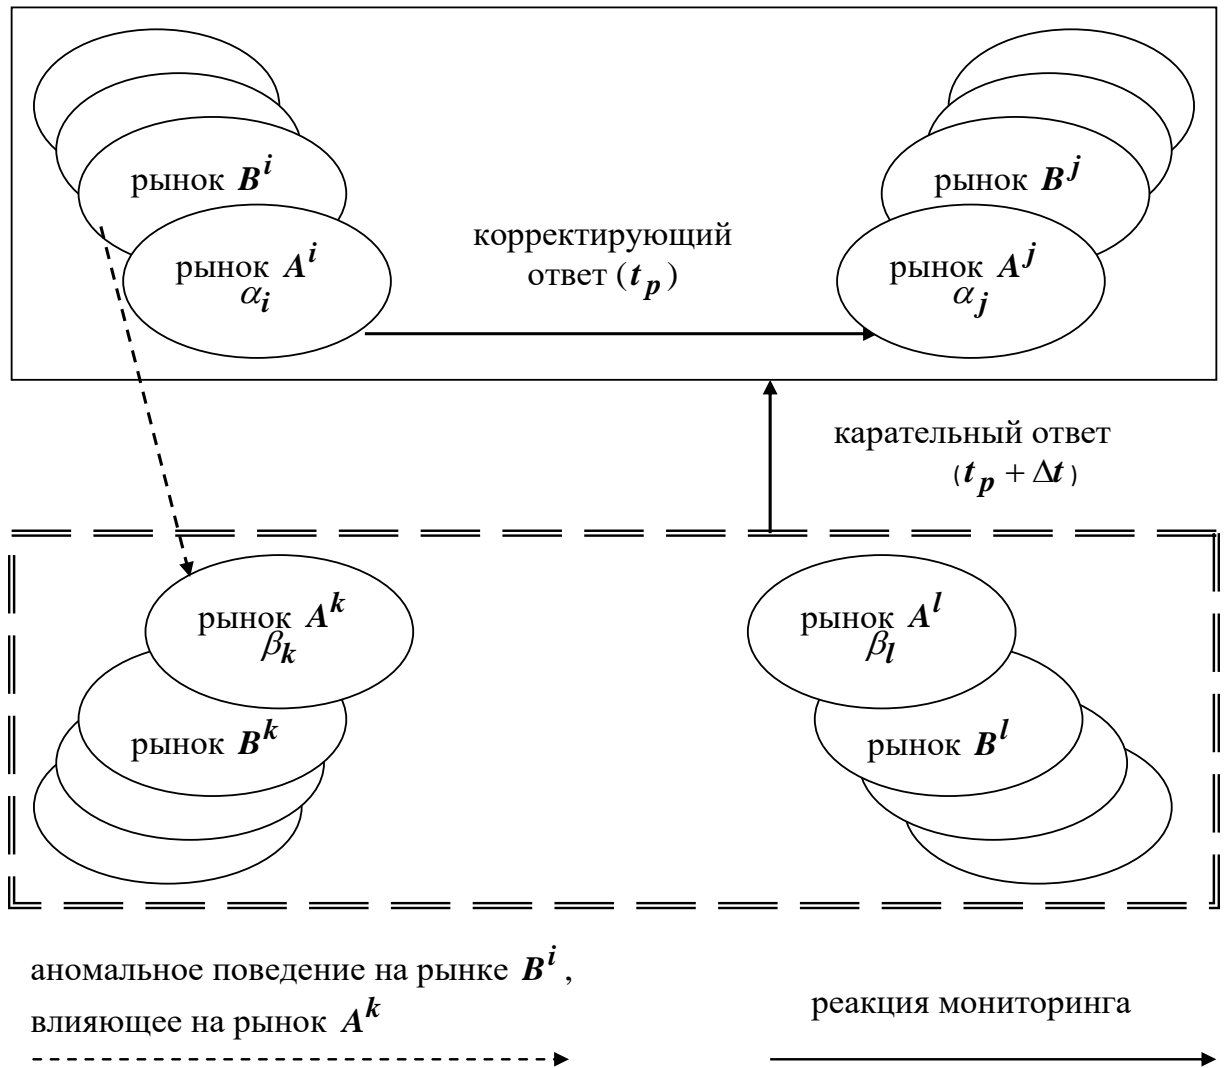 рынок B^i
рынок A^i
α_i
корректирующий
ответ (t_p)
рынок B^j
рынок A^j
α_j
карательный ответ
(t_p + Δt)
рынок A^k
β_k
рынок B^k
рынок A^l
β_l
рынок B^l
аномальное поведение на рынке B^i,
влияющее на рынок A^k
реакция мониторинга